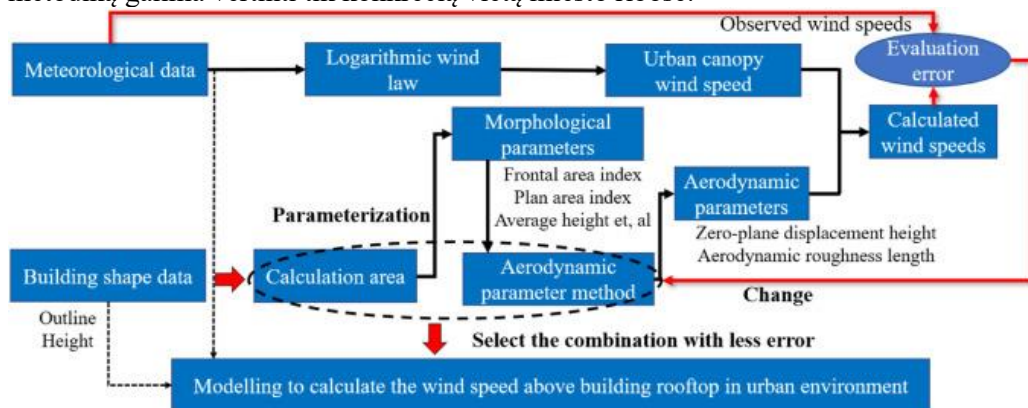 Observed wind speeds
Meteorological data
Logarithmic wind
law
Urban canopy
wind speed
Evaluation
error
Morphological
parameters
Calculated
wind speeds
Frontal area index
Plan area index
Average height et, al
Parameterization
Aerodynamic
parameters
Zero-plane displacement height
Aerodynamic roughness length
Building shape data
Calculation area
Aerodynamic
parameter method
Change
Outline
Height
Select the combination with less error
Modelling to calculate the wind speed above building rooftop in urban environment